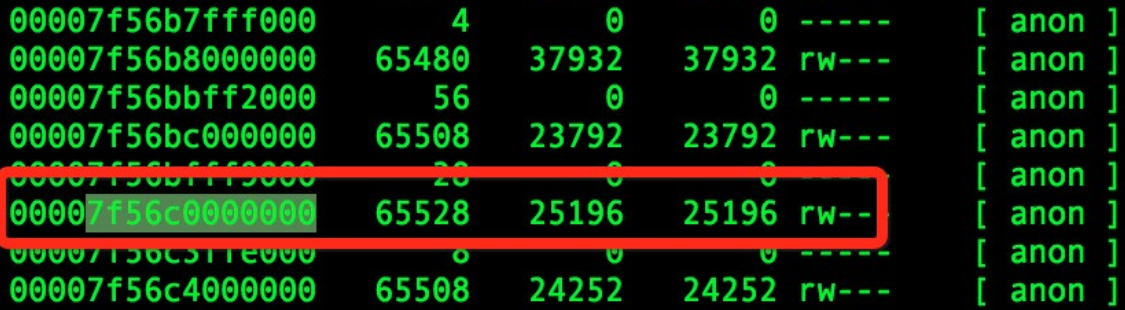 00007f56b7fff000 4 0 0 ----- [ anon ]
00007f56b8000000 65480 37932 37932 rw--- [ anon ]
00007f56bbff2000 56 0 0 ----- [ anon ]
00007f56bc000000 65508 23792 23792 rw--- [ anon ]
00007f56bfff9000 28 0 0 ----- [ anon ]
00007f56c0000000 65528 25196 25196 rw--- [ anon ]
00007f56c3ffe000 8 0 0 ----- [ anon ]
00007f56c4000000 65508 24252 24252 rw--- [ anon ]